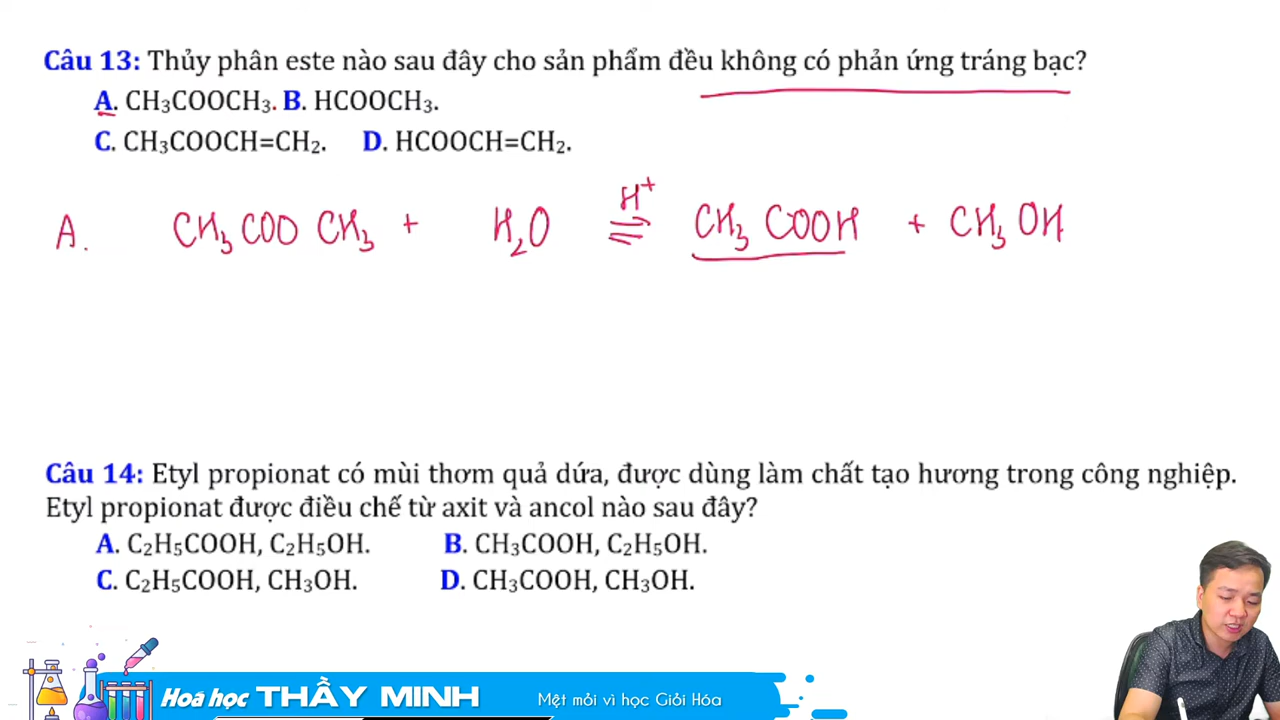 Câu 13: Thủy phân este nào sau đây cho sản phẩm đều không có phản ứng tráng bạc?
A. CH₃COOCH₃. B. HCOOCH₃.
C. CH₃COOCH=CH₂. D. HCOOCH=CH₂.
A. CH₃COOCH₃ + H₂O ⇌ H⁺ CH₃COOH + CH₃OH
Câu 14: Etyl propionat có mùi thơm quả dứa, được dùng làm chất tạo hương trong công nghiệp.
Etyl propionat được điều chế từ axit và ancol nào sau đây?
A. C₂H₅COOH, C₂H₅OH. B. CH₃COOH, C₂H₅OH.
C. C₂H₅COOH, CH₃OH. D. CH₃COOH, CH₃OH.
Hoá học THẦY MINH Mệt mỏi vì học Giỏi Hóa